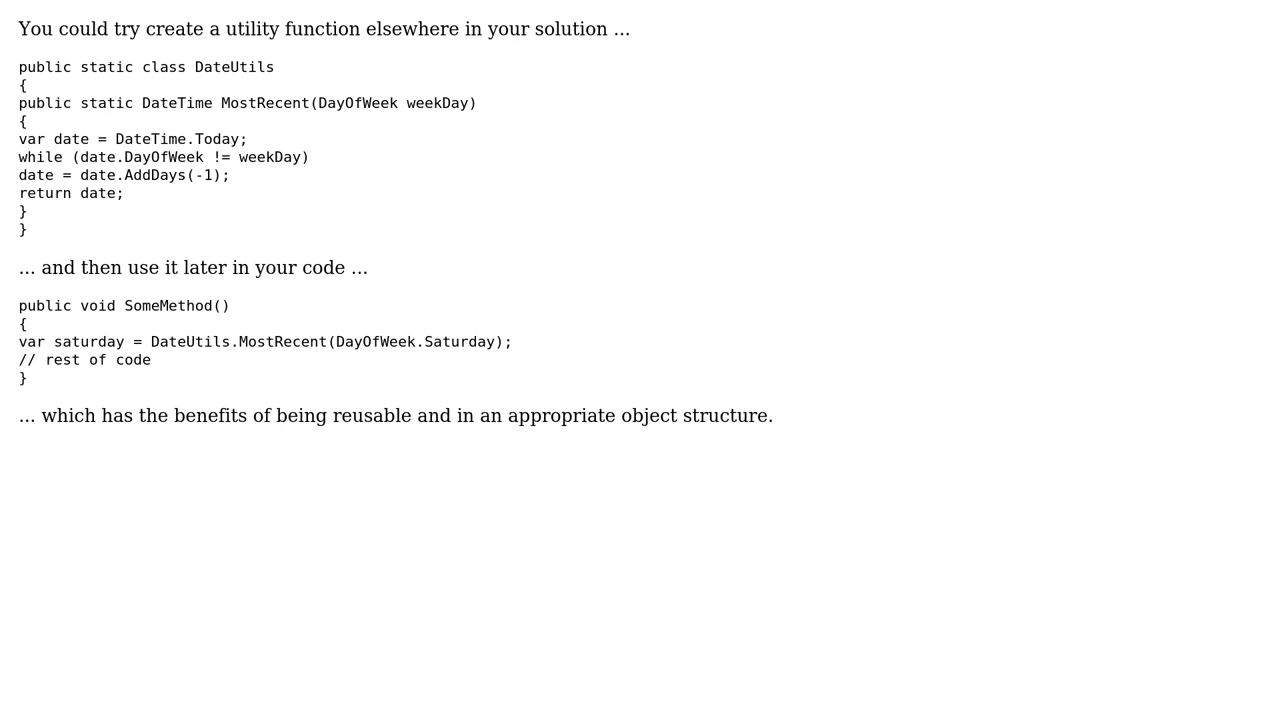 You could try create a utility function elsewhere in your solution ...
public static class DateUtils
{
public static DateTime MostRecent(DayOfWeek weekDay)
{
var date = DateTime.Today;
while (date.DayOfWeek != weekDay)
date = date.AddDays(-1);
return date;
}
}
... and then use it later in your code ...
public void SomeMethod()
{
var saturday = DateUtils.MostRecent(DayOfWeek.Saturday);
// rest of code
}
... which has the benefits of being reusable and in an appropriate object structure.